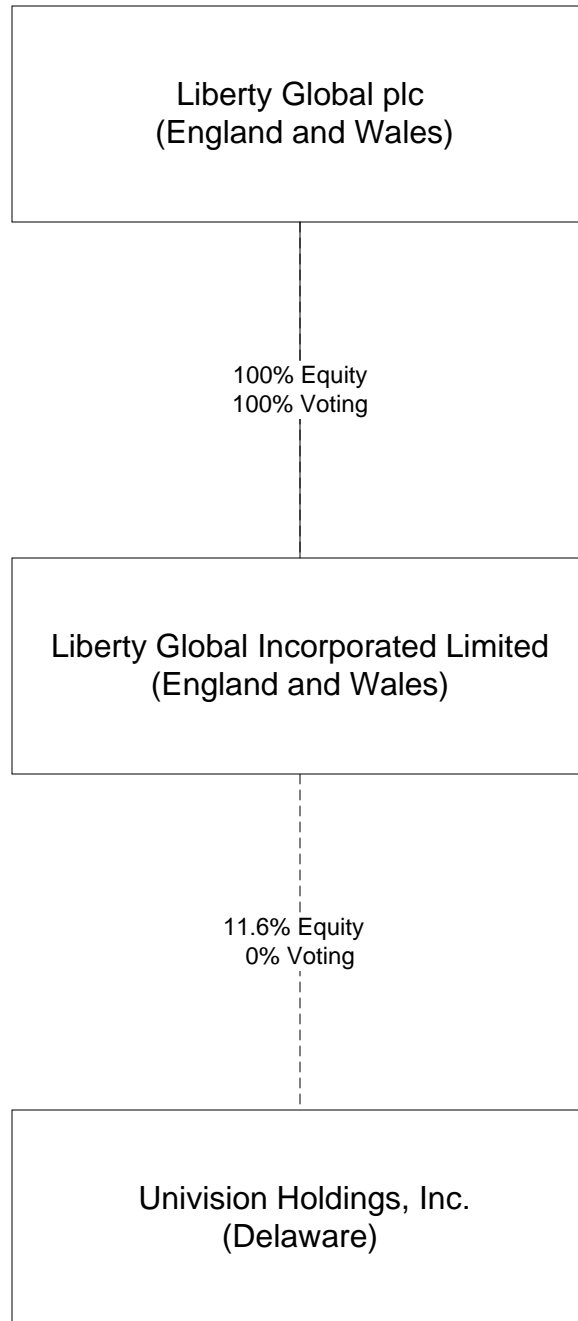 Liberty Global plc
(England and Wales)
100% Equity
100% Voting
Liberty Global Incorporated Limited
(England and Wales)
11.6% Equity
0% Voting
Univision Holdings, Inc.
(Delaware)